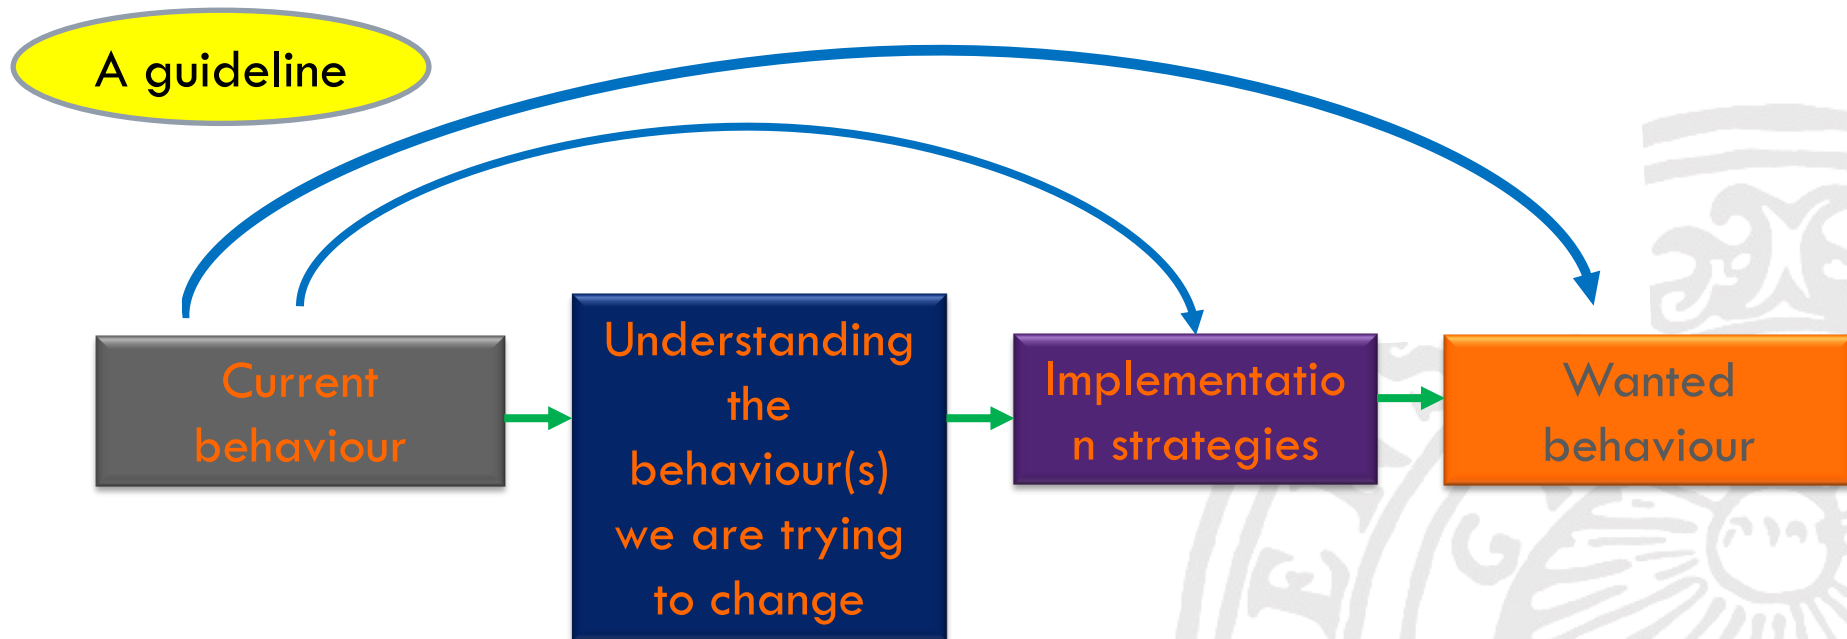 A guideline
Current
behaviour
Understanding
the
behaviour(s)
we are trying
to change
Implementatio
n strategies
Wanted
behaviour